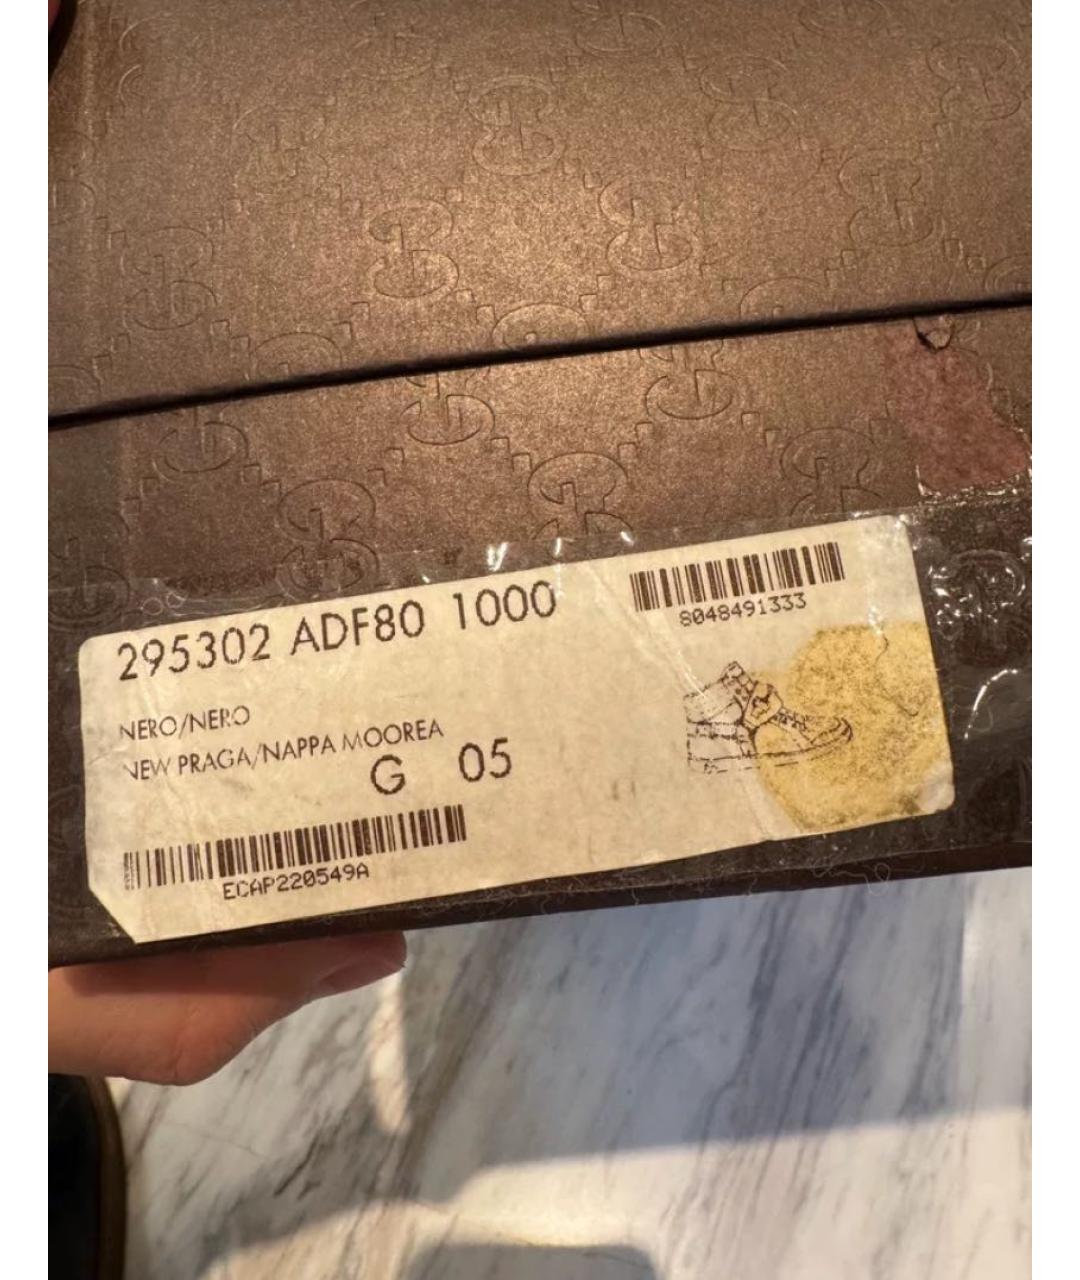 295302 ADF80 1000
8048491333
NERO/NERO
NEW PRAGA/NAPPA MOOREA
G 05
ECAP220549A